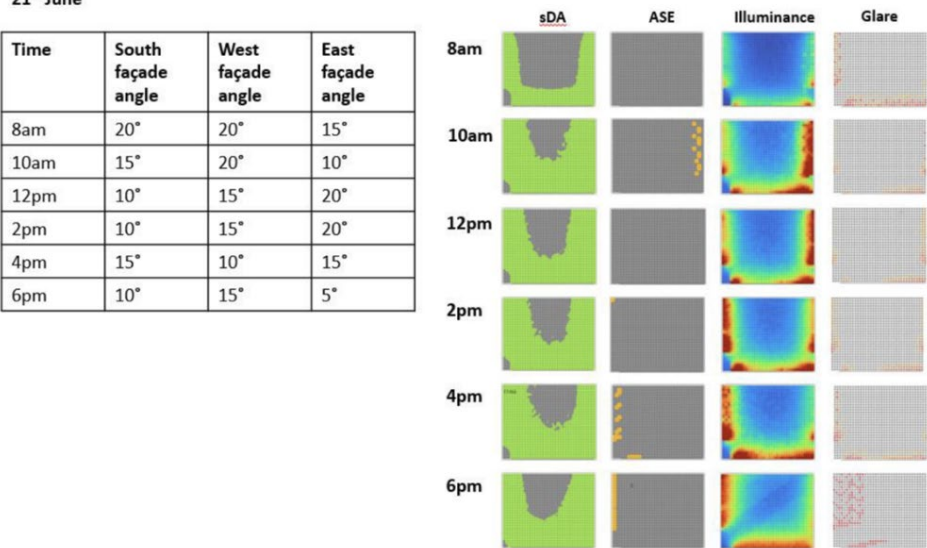 21 June
Time South façade angle West façade angle East façade angle
8am 20° 20° 15°
10am 15° 20° 10°
12pm 10° 15° 20°
2pm 10° 15° 20°
4pm 15° 10° 15°
6pm 10° 15° 5°
sDA ASE Illuminance Glare
8am
10am
12pm
2pm
4pm
6pm